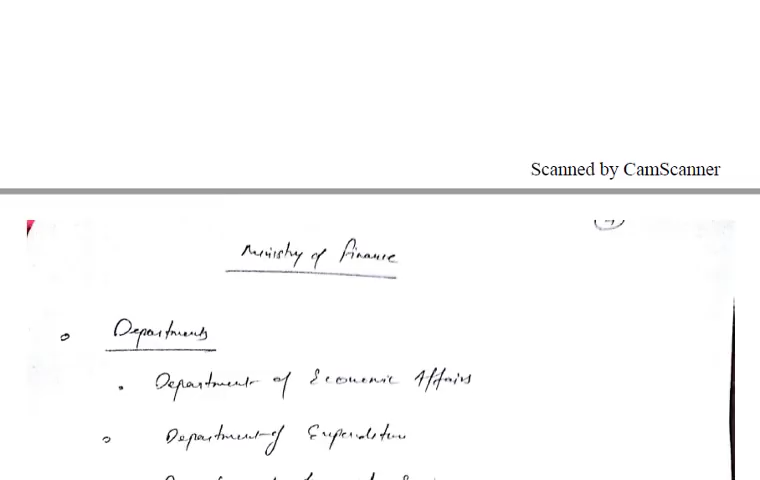 Scanned by CamScanner
Ministry of Finance
Departments
Department of Economic Affairs
Department of Expenditure